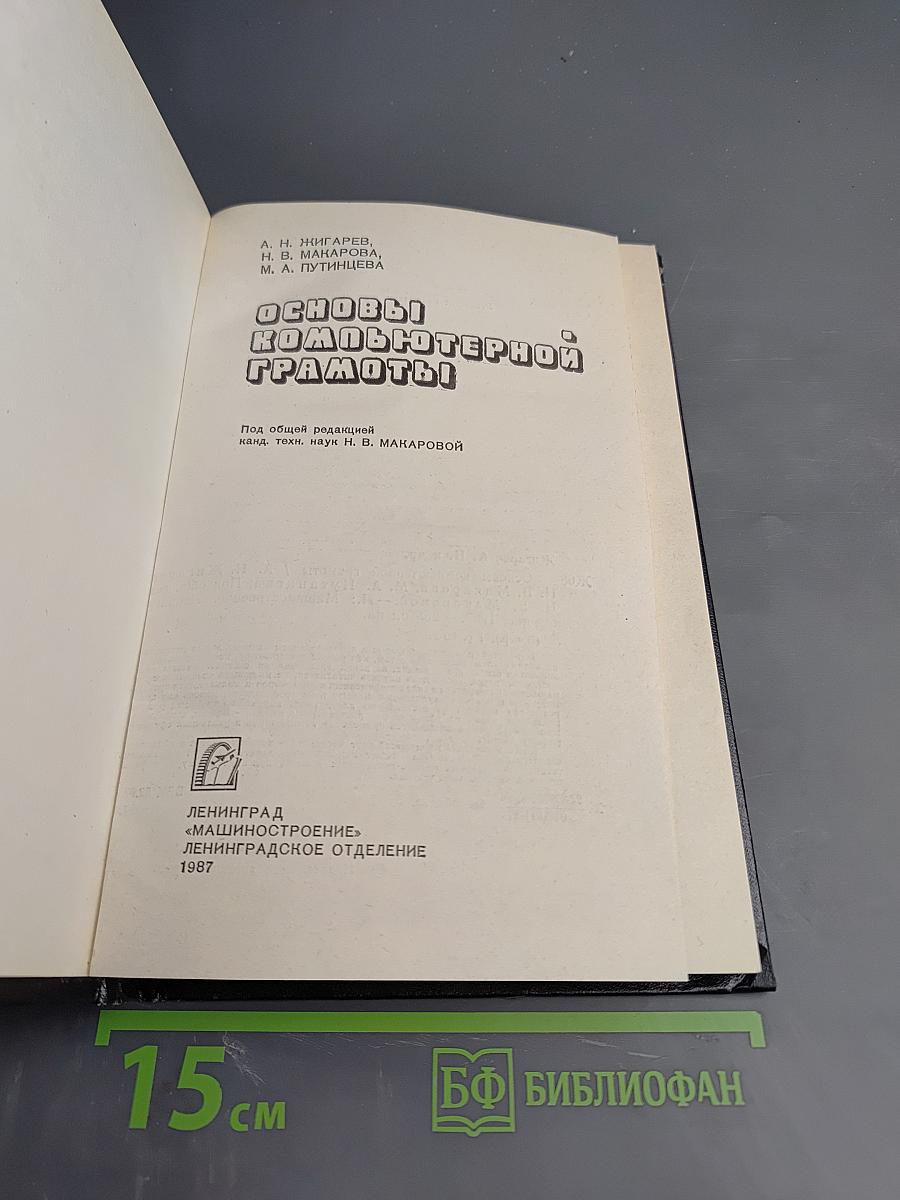 А. Н. ЖИГАРЕВ,
Н. В. МАКАРОВА,
М. А. ПУТИНЦЕВА
ОСНОВЫ
КОМПЬЮТЕРНОЙ
ГРАМОТЫ
Под общей редакцией
канд. техн. наук Н. В. МАКАРОВОЙ
ЛЕНИНГРАД
«МАШИНОСТРОЕНИЕ»
ЛЕНИНГРАДСКОЕ ОТДЕЛЕНИЕ
1987
15 см
БФ БИБЛИОФАН